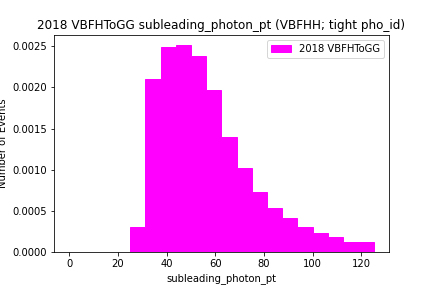 2018 VBFHToGG subleading_photon_pt (VBFHH; tight pho_id)
2018 VBFHToGG
Number of Events
0.0025
0.0020
0.0015
0.0010
0.0005
0.0000
0 20 40 60 80 100 120
subleading_photon_pt